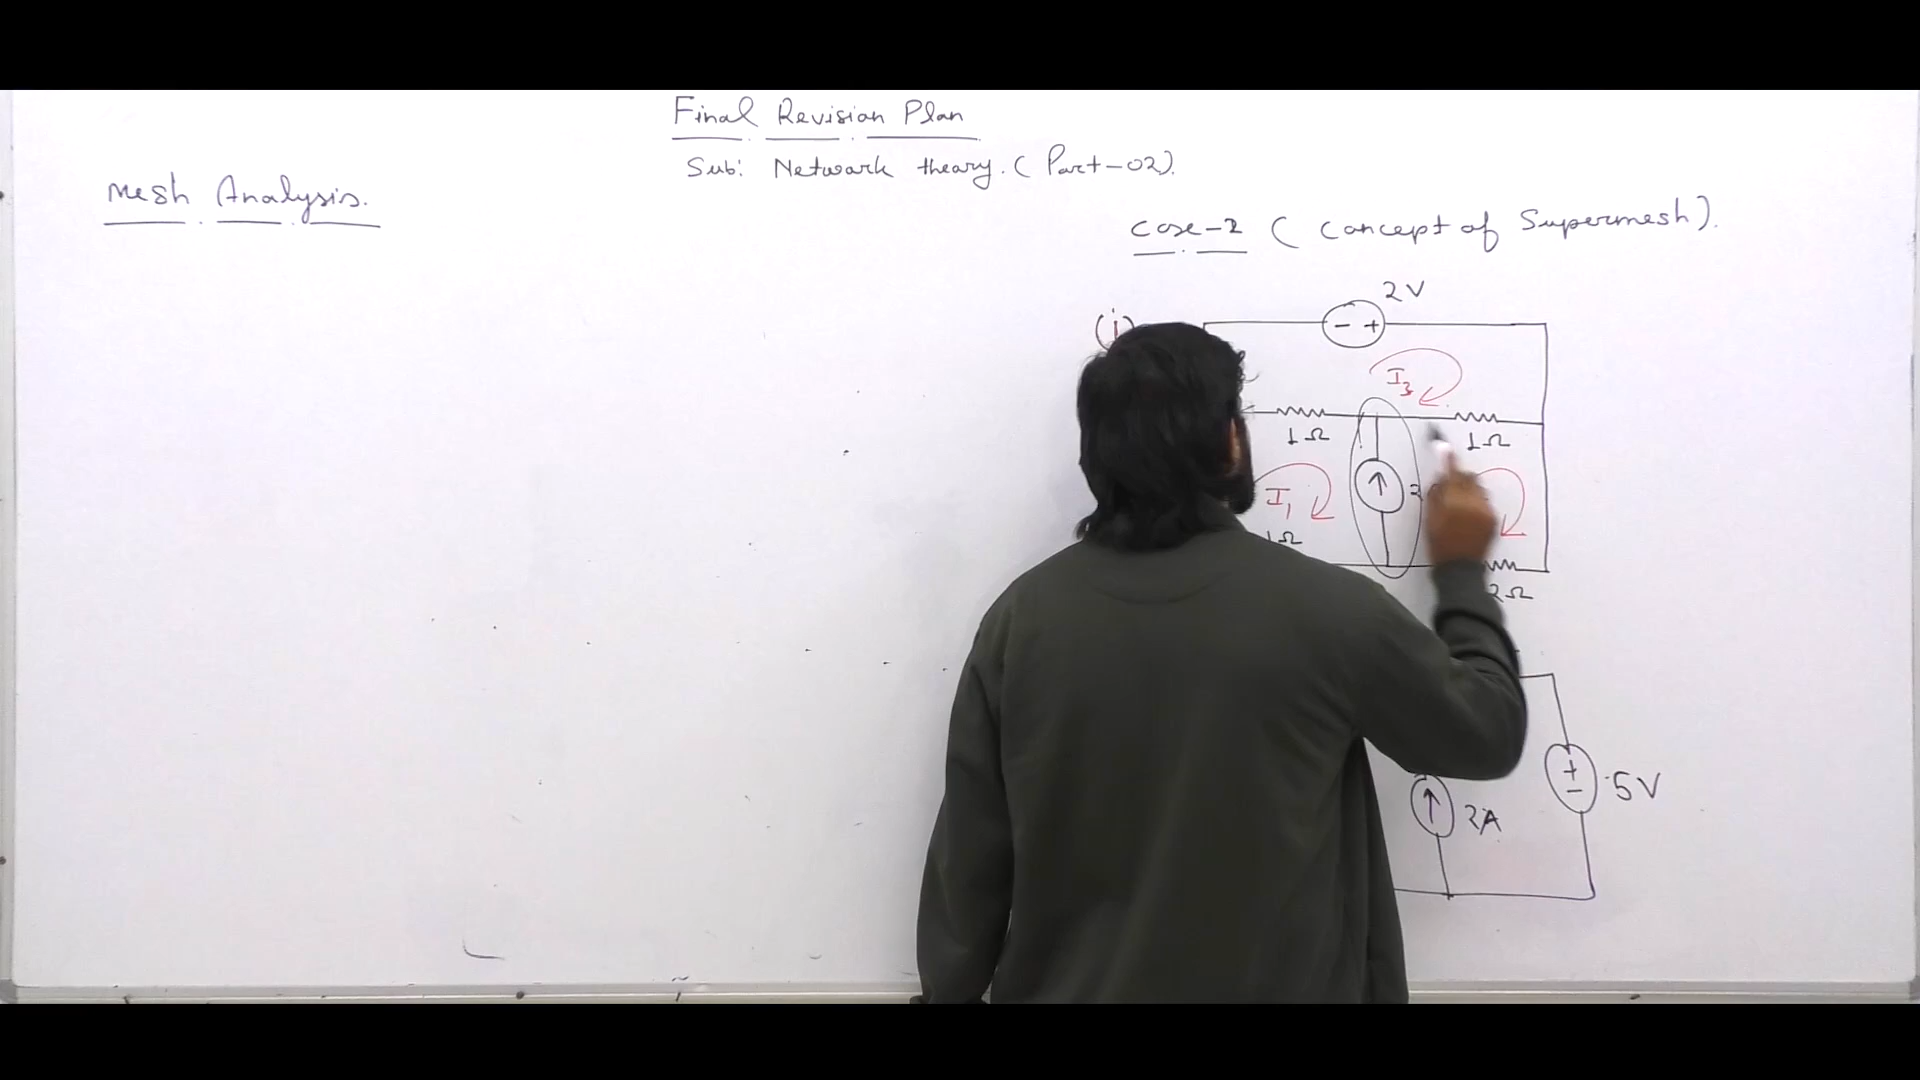 Final Revision Plan
Sub: Network theory. (Part-02).
Mesh Analysis.
Case-2 (Concept of Supermesh).
2V
(i)
- +
I3
1Ω 1Ω
I1
1Ω
2Ω
+
-
5V
2A